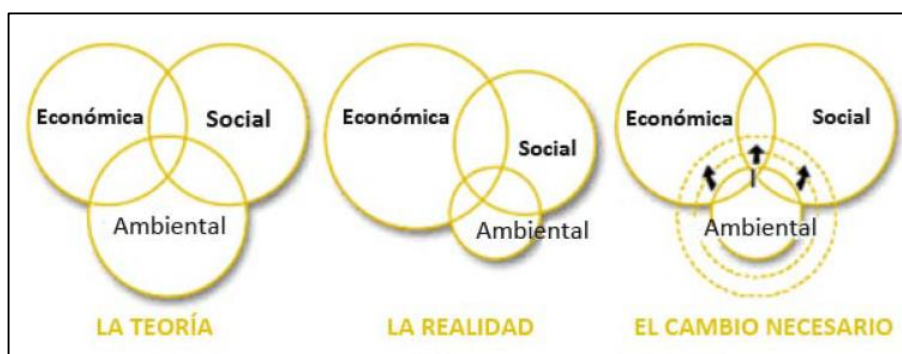 Económica
Social
Ambiental
LA TEORÍA
Económica
Social
Ambiental
LA REALIDAD
Económica
Social
Ambiental
EL CAMBIO NECESARIO